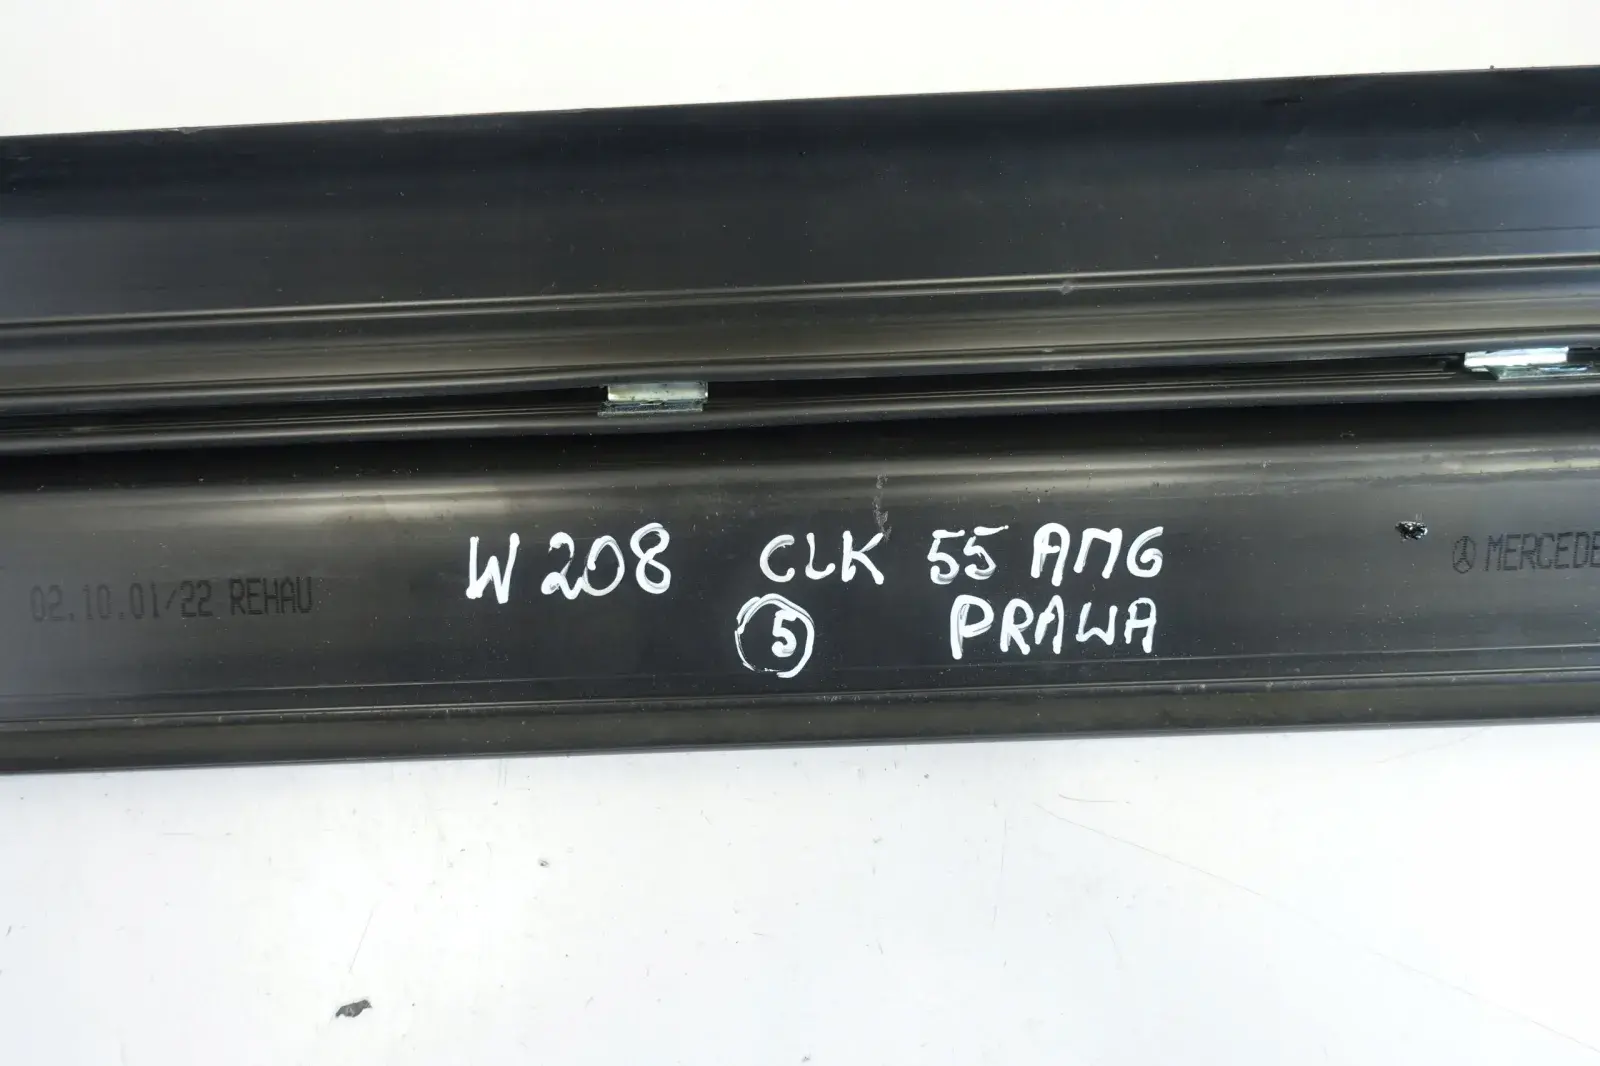 W 208 CLK 55 AMG
5 PRAWA
02.10.01/22 REHAU
MERCEDE